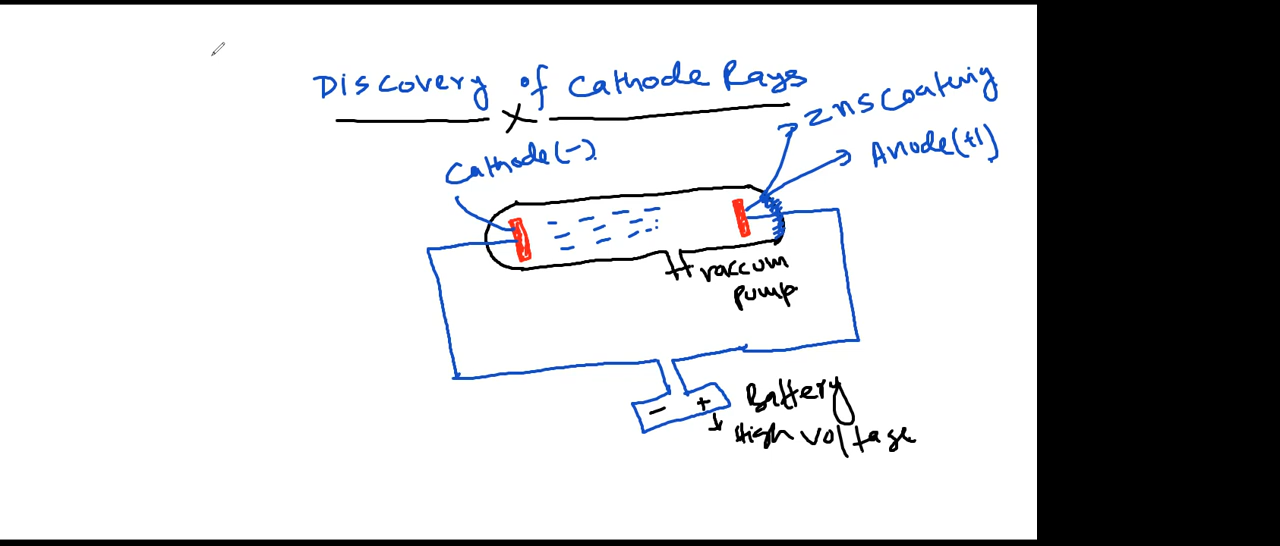 Discovery of Cathode Rays
ZnS Coating
Cathode(-)
Anode(+)
vaccum
pump
- +
Battery
High voltage